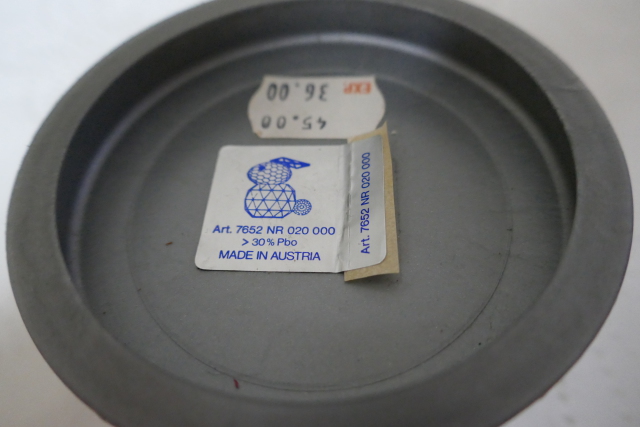 EXP.
36.00
45.00
Art. 7652 NR 020 000
> 30% Pbo
MADE IN AUSTRIA
Art. 7652 NR 020 000